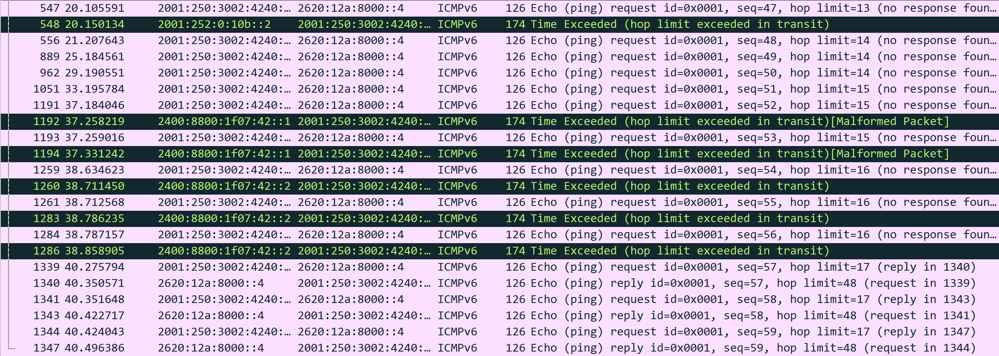 547 20.105591 2001:250:3002:4240:… 2620:12a:8000::4 ICMPv6 126 Echo (ping) request id=0x0001, seq=47, hop limit=13 (no response foun…
548 20.150134 2001:252:0:10b::2 2001:250:3002:4240:… ICMPv6 174 Time Exceeded (hop limit exceeded in transit)
556 21.207643 2001:250:3002:4240:… 2620:12a:8000::4 ICMPv6 126 Echo (ping) request id=0x0001, seq=48, hop limit=14 (no response foun…
889 25.184561 2001:250:3002:4240:… 2620:12a:8000::4 ICMPv6 126 Echo (ping) request id=0x0001, seq=49, hop limit=14 (no response foun…
962 29.190551 2001:250:3002:4240:… 2620:12a:8000::4 ICMPv6 126 Echo (ping) request id=0x0001, seq=50, hop limit=14 (no response foun…
1051 33.195784 2001:250:3002:4240:… 2620:12a:8000::4 ICMPv6 126 Echo (ping) request id=0x0001, seq=51, hop limit=15 (no response foun…
1191 37.184046 2001:250:3002:4240:… 2620:12a:8000::4 ICMPv6 126 Echo (ping) request id=0x0001, seq=52, hop limit=15 (no response foun…
1192 37.258219 2400:8800:1f07:42::1 2001:250:3002:4240:… ICMPv6 174 Time Exceeded (hop limit exceeded in transit)[Malformed Packet]
1193 37.259016 2001:250:3002:4240:… 2620:12a:8000::4 ICMPv6 126 Echo (ping) request id=0x0001, seq=53, hop limit=15 (no response foun…
1194 37.331242 2400:8800:1f07:42::1 2001:250:3002:4240:… ICMPv6 174 Time Exceeded (hop limit exceeded in transit)[Malformed Packet]
1259 38.634623 2001:250:3002:4240:… 2620:12a:8000::4 ICMPv6 126 Echo (ping) request id=0x0001, seq=54, hop limit=16 (no response foun…
1260 38.711450 2400:8800:1f07:42::2 2001:250:3002:4240:… ICMPv6 174 Time Exceeded (hop limit exceeded in transit)
1261 38.712568 2001:250:3002:4240:… 2620:12a:8000::4 ICMPv6 126 Echo (ping) request id=0x0001, seq=55, hop limit=16 (no response foun…
1283 38.786235 2400:8800:1f07:42::2 2001:250:3002:4240:… ICMPv6 174 Time Exceeded (hop limit exceeded in transit)
1284 38.787157 2001:250:3002:4240:… 2620:12a:8000::4 ICMPv6 126 Echo (ping) request id=0x0001, seq=56, hop limit=16 (no response foun…
1286 38.858905 2400:8800:1f07:42::2 2001:250:3002:4240:… ICMPv6 174 Time Exceeded (hop limit exceeded in transit)
1339 40.275794 2001:250:3002:4240:… 2620:12a:8000::4 ICMPv6 126 Echo (ping) request id=0x0001, seq=57, hop limit=17 (reply in 1340)
1340 40.350571 2620:12a:8000::4 2001:250:3002:4240:… ICMPv6 126 Echo (ping) reply id=0x0001, seq=57, hop limit=48 (request in 1339)
1341 40.351648 2001:250:3002:4240:… 2620:12a:8000::4 ICMPv6 126 Echo (ping) request id=0x0001, seq=58, hop limit=17 (reply in 1343)
1343 40.422717 2620:12a:8000::4 2001:250:3002:4240:… ICMPv6 126 Echo (ping) reply id=0x0001, seq=58, hop limit=48 (request in 1341)
1344 40.424043 2001:250:3002:4240:… 2620:12a:8000::4 ICMPv6 126 Echo (ping) request id=0x0001, seq=59, hop limit=17 (reply in 1347)
1347 40.496386 2620:12a:8000::4 2001:250:3002:4240:… ICMPv6 126 Echo (ping) reply id=0x0001, seq=59, hop limit=48 (request in 1344)